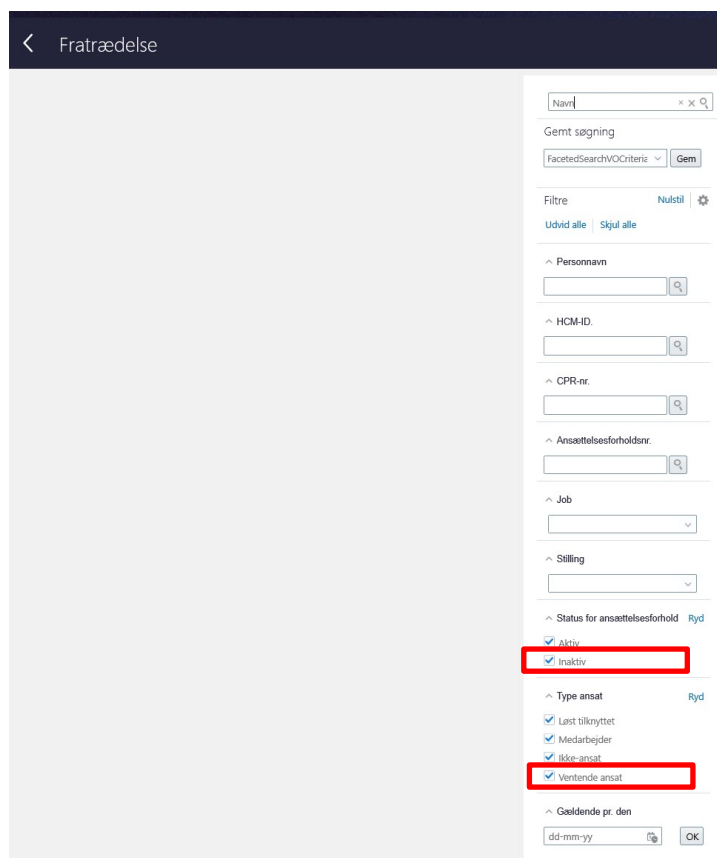 Fratrædelse
Navn
Gemt søgning
FacetedSearchVOCriteria Gem
Filtre Nulstil
Udvid alle Skjul alle
Personnavn
HCM-ID.
CPR-nr.
Ansættelsesforholdsnr.
Job
Stilling
Status for ansættelsesforhold Ryd
Aktiv
Inaktiv
Type ansat Ryd
Løst tilknyttet
Medarbejder
Ikke-ansat
Ventende ansat
Gældende pr. den
dd-mm-yy OK